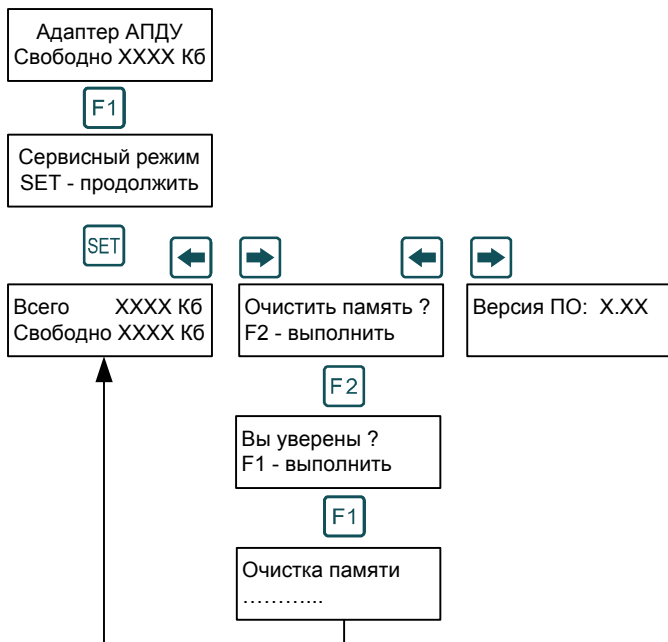 Адаптер АПДУ
Свободно XXXX Кб
F1
Сервисный режим
SET - продолжить
SET
Всего XXXX Кб
Свободно XXXX Кб
Очистить память ?
F2 - выполнить
Версия ПО: X.XX
F2
Вы уверены ?
F1 - выполнить
F1
Очистка памяти
………...